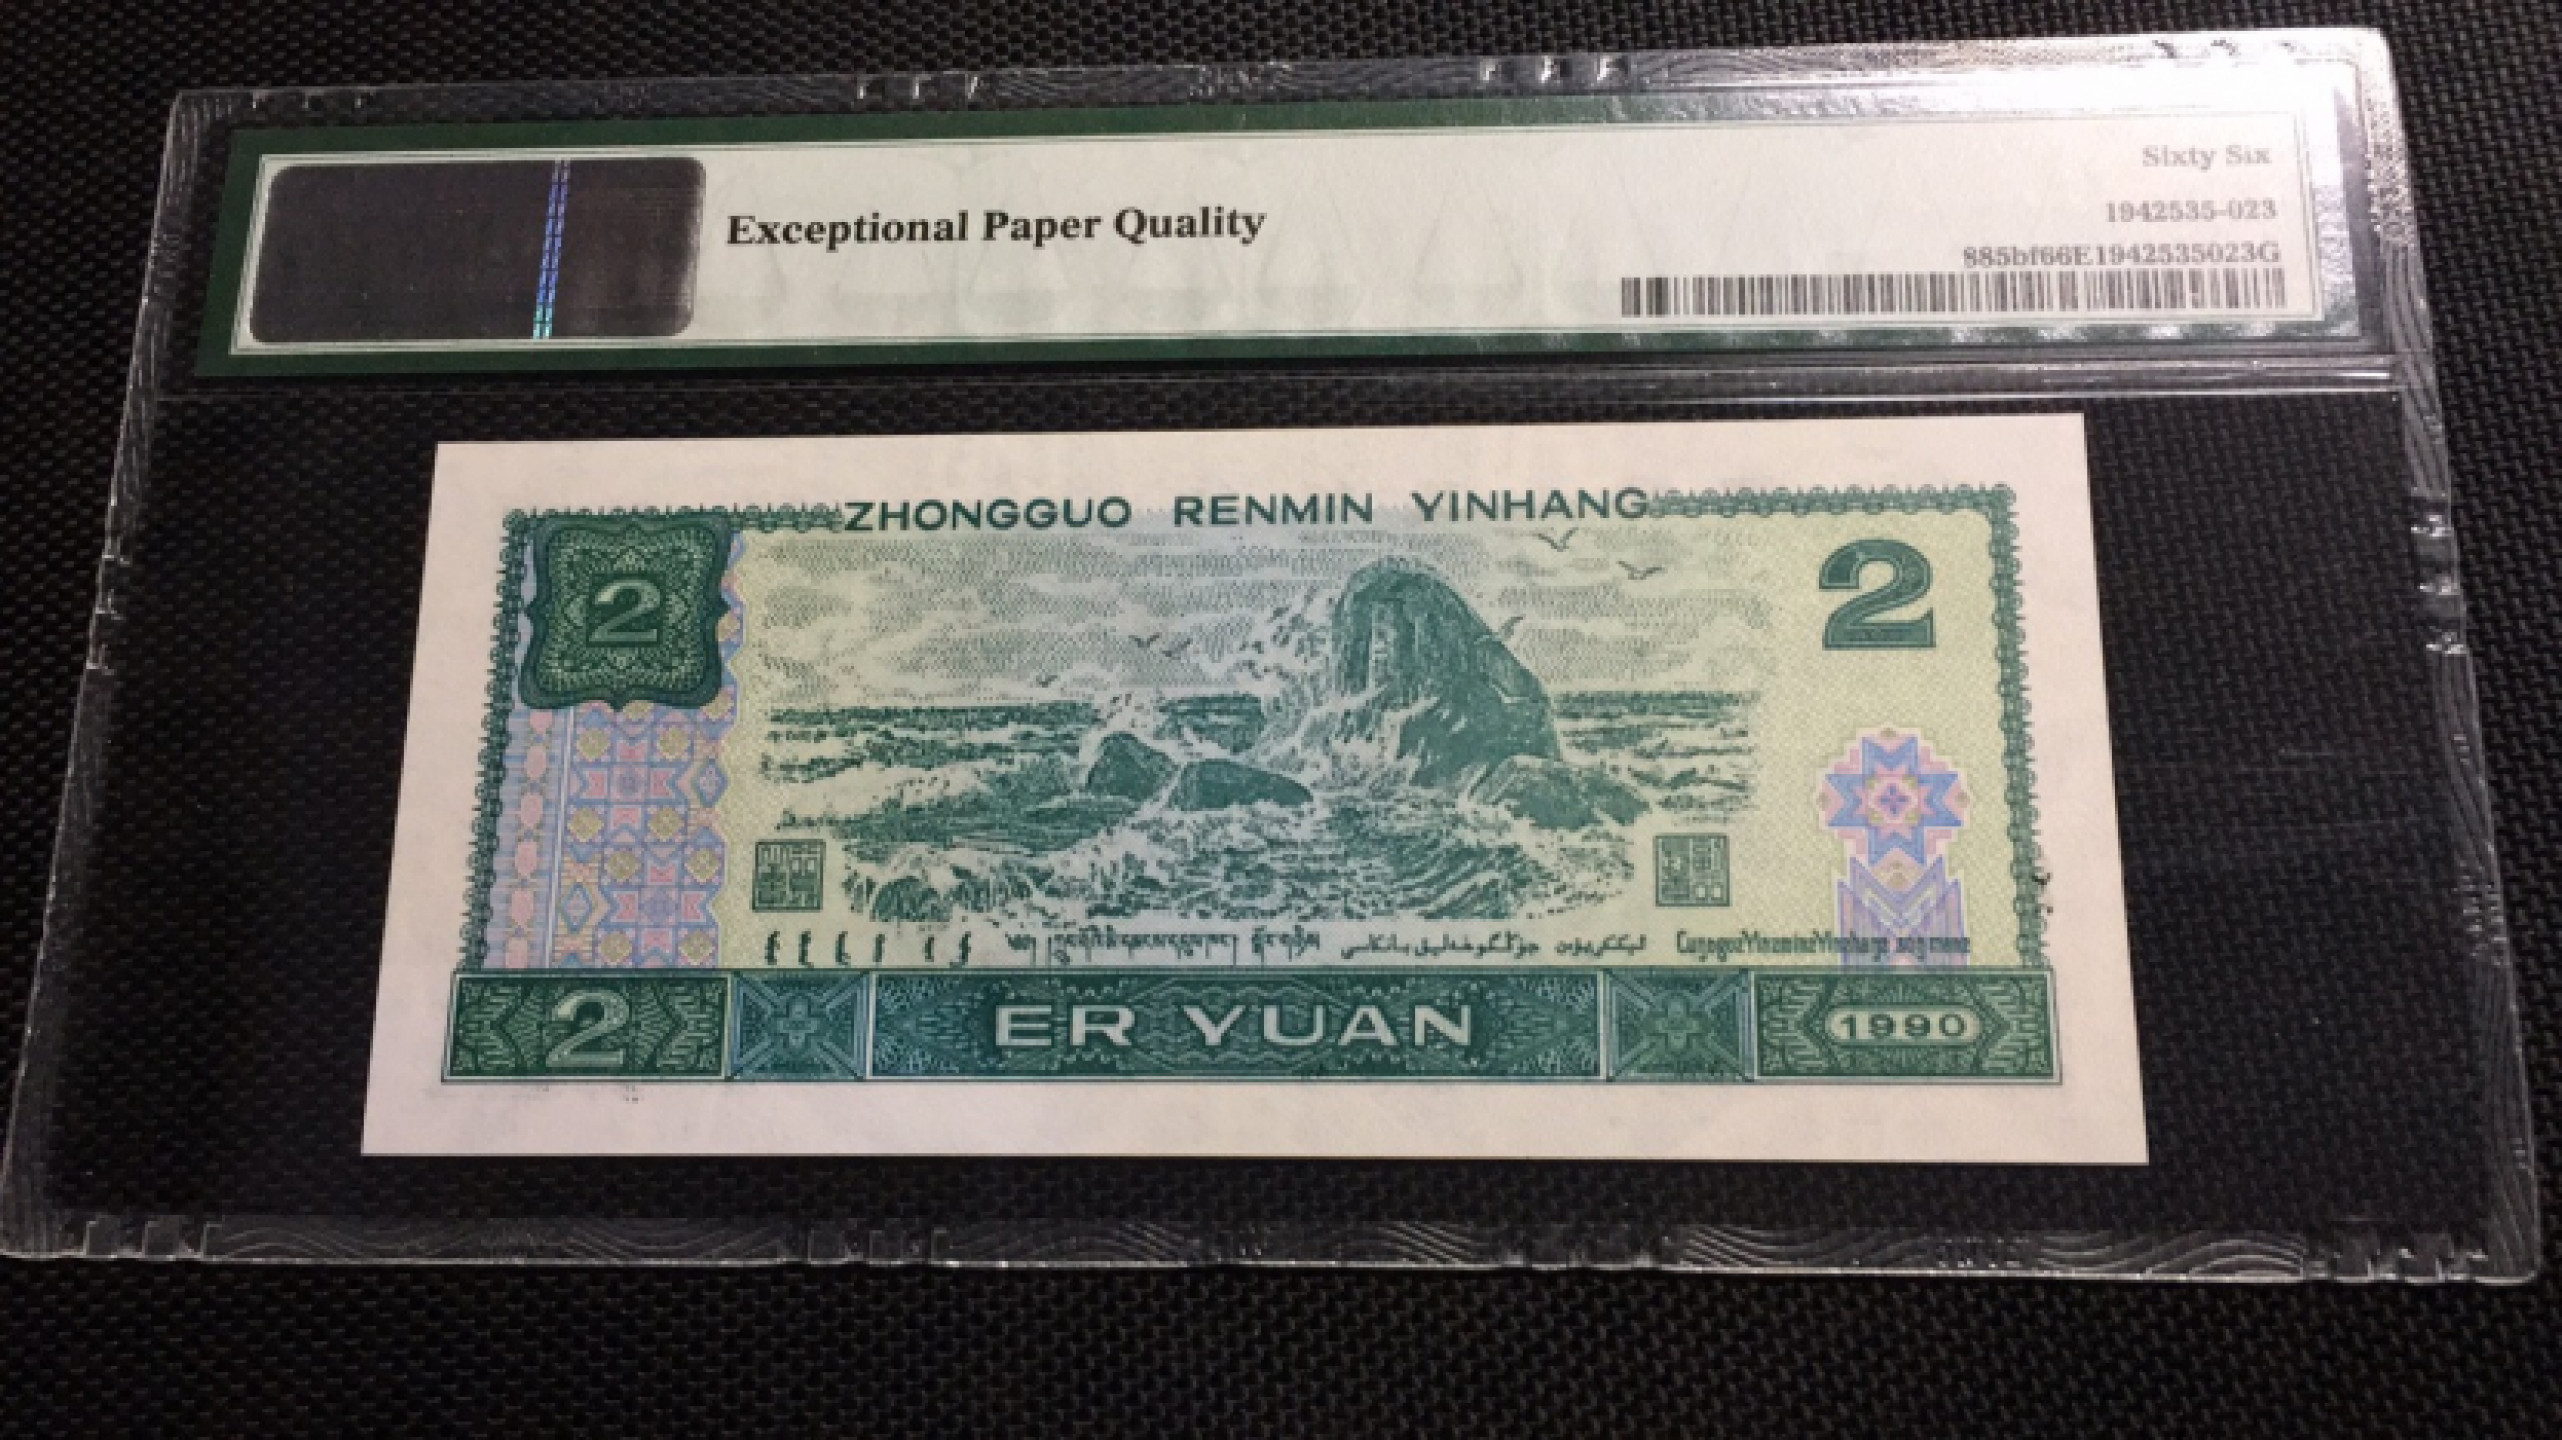 Sixty Six
Exceptional Paper Quality
1942535-023
885bf66E1942535023G
ZHONGGUO RENMIN YINHANG
2
2
2
ER YUAN
1990